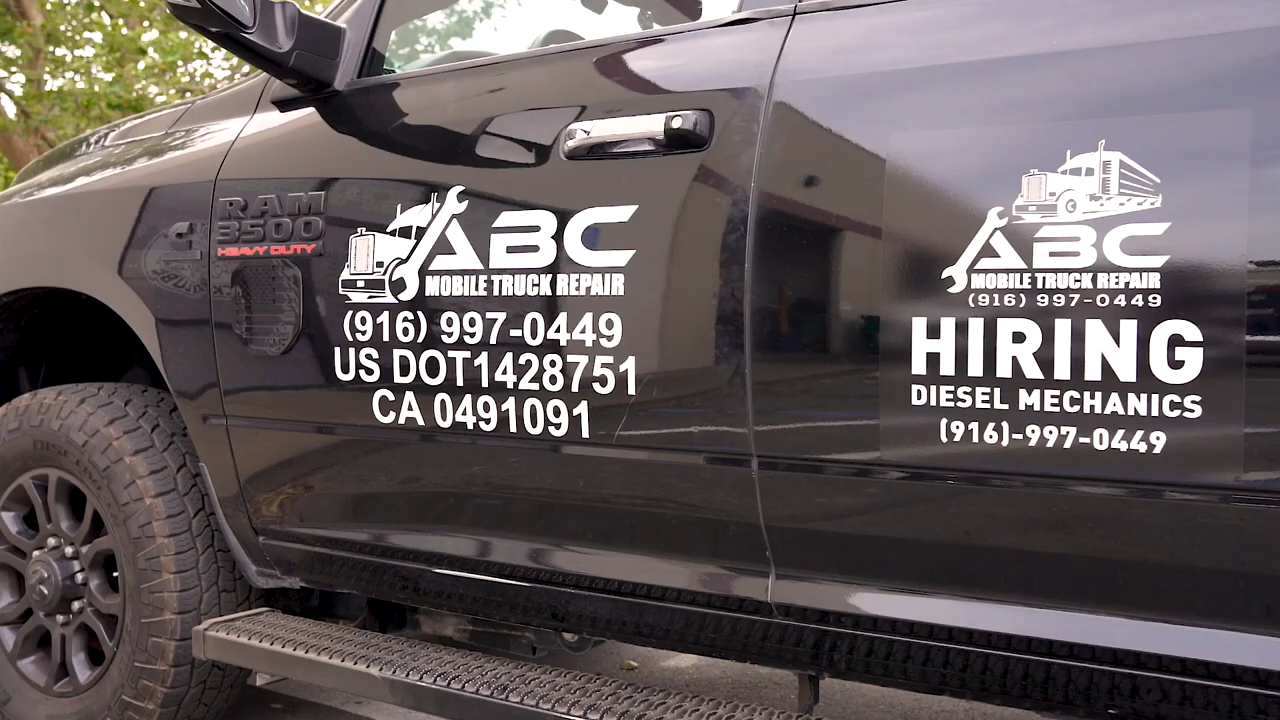 RAM
3500
HEAVY DUTY
ABC
MOBILE TRUCK REPAIR
(916) 997-0449
US DOT1428751
CA 0491091
ABC
MOBILE TRUCK REPAIR
(916) 997-0449
HIRING
DIESEL MECHANICS
(916)-997-0449